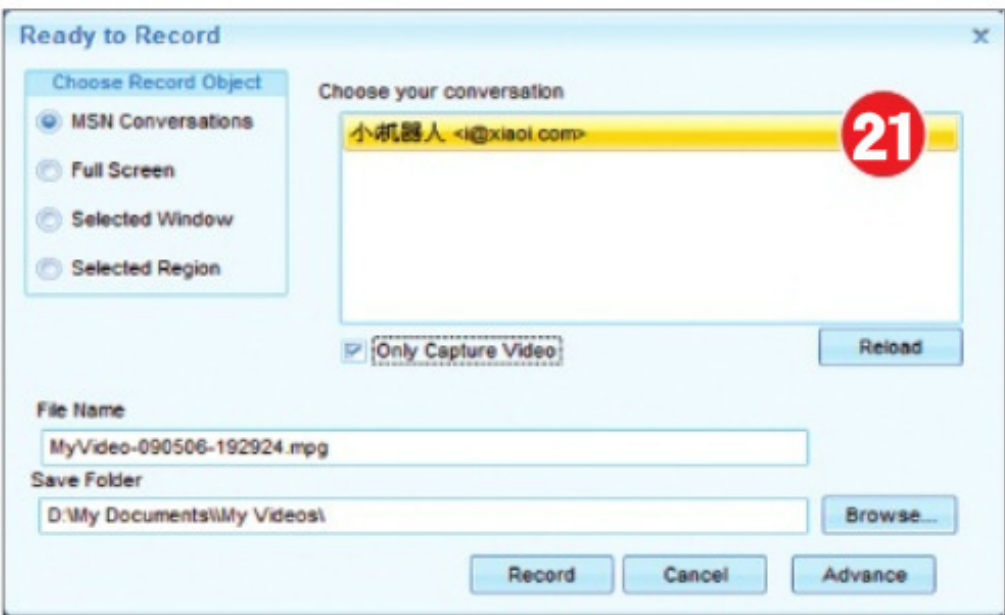 Ready to Record
Choose Record Object
MSN Conversations
Full Screen
Selected Window
Selected Region
Choose your conversation
小机器人 <i@xiaoi.com>
21
Only Capture Video
Reload
File Name
MyVideo-090506-192924.mpg
Save Folder
D:\My Documents\\My Videos\
Browse...
Record
Cancel
Advance